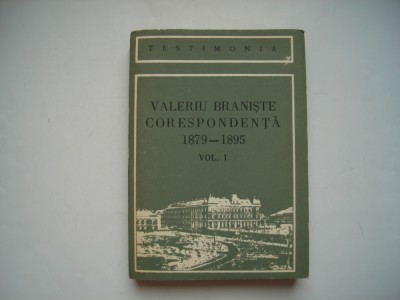 TESTIMONIA
VALERIU BRANIȘTE
CORESPONDENȚĂ
1879—1895
VOL. I